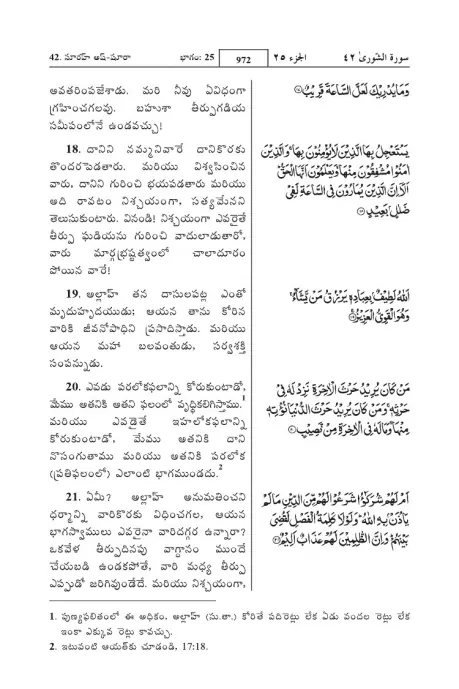 42. సూరహ్ అష్-షూరా భాగం: 25 972 الجزء ٢٥ سورة الشورىٰ ٤٢
అవతరింపజేశాడు. మరి నీవు ఏవిధంగా
గ్రహించగలవు. బహుశా తీర్పుగడియ
సమీపంలోనే ఉండవచ్చు!
18. దానిని నమ్మనివారే దానికొరకు
తొందరపెడతారు. మరియు విశ్వసించిన
వారు, దానిని గురించి భయపడతారు మరియు
అది రావటం నిశ్చయంగా, సత్యమేనని
తెలుసుకుంటారు. వినండి! నిశ్చయంగా ఎవరైతే
తీర్పు ఘడియను గురించి వాదులాడుతారో,
వారు మార్గభ్రష్టత్వంలో చాలాదూరం
పోయిన వారే!
19. అల్లాహ్ తన దాసులపట్ల ఎంతో
మృదుహృదయుడు; ఆయన తాను కోరిన
వారికి జీవనోపాధిని ప్రసాదిస్తాడు. మరియు
ఆయన మహా బలవంతుడు, సర్వశక్తి
సంపన్నుడు.
20. ఎవడు పరలోకఫలాన్ని కోరుకుంటాడో,
మేము అతనికి అతని ఫలంలో వృద్ధికలిగిస్తాము.1
మరియు ఎవడైతే ఇహలోకఫలాన్ని
కోరుకుంటాడో, మేము అతనికి దాని
నొసంగుతాము మరియు అతనికి పరలోక
(ప్రతిఫలంలో) ఎలాంటి భాగముండదు.2
21. ఏమీ? అల్లాహ్ అనుమతించని
ధర్మాన్ని వారికొరకు విధించగల, ఆయన
భాగస్వాములు ఎవరైనా వారిదగ్గర ఉన్నారా?
ఒకవేళ తీర్పుదినపు వాగ్దానం ముందే
చేయబడి ఉండకపోతే, వారి మధ్య తీర్పు
ఎప్పుడో జరిగివుండేదే. మరియు నిశ్చయంగా,
وَمَا يُدْرِيكَ لَعَلَّ السَّاعَةَ قَرِيبٌ ١٧
يَسْتَعْجِلُ بِهَا الَّذِينَ لَا يُؤْمِنُونَ بِهَا ۚ وَالَّذِينَ
آمَنُوا مُشْفِقُونَ مِنْهَا وَيَعْلَمُونَ أَنَّهَا الْحَقُّ ۗ
أَلَا إِنَّ الَّذِينَ يُمَارُونَ فِي السَّاعَةِ لَفِي
ضَلَالٍ بَعِيدٍ ١٨
اللَّهُ لَطِيفٌ بِعِبَادِهِ يَرْزُقُ مَنْ يَشَاءُ ۖ
وَهُوَ الْقَوِيُّ الْعَزِيزُ ١٩
مَنْ كَانَ يُرِيدُ حَرْثَ الْآخِرَةِ نَزِدْ لَهُ فِي
حَرْثِهِ ۖ وَمَنْ كَانَ يُرِيدُ حَرْثَ الدُّنْيَا نُؤْتِهِ
مِنْهَا وَمَا لَهُ فِي الْآخِرَةِ مِنْ نَصِيبٍ ٢٠
أَمْ لَهُمْ شُرَكَاءُ شَرَعُوا لَهُمْ مِنَ الدِّينِ مَا لَمْ
يَأْذَنْ بِهِ اللَّهُ ۚ وَلَوْلَا كَلِمَةُ الْفَصْلِ لَقُضِيَ
بَيْنَهُمْ ۗ وَإِنَّ الظَّالِمِينَ لَهُمْ عَذَابٌ أَلِيمٌ ٢١
1. పుణ్యఫలితంలో ఈ అధికం, అల్లాహ్ (సు.తా.) కోరితే పదిరెట్లు లేక ఏడు వందల రెట్లు లేక
ఇంకా ఎక్కువ రెట్లు కావచ్చు.
2. ఇటువంటి ఆయత్‌కు చూడండి, 17:18.